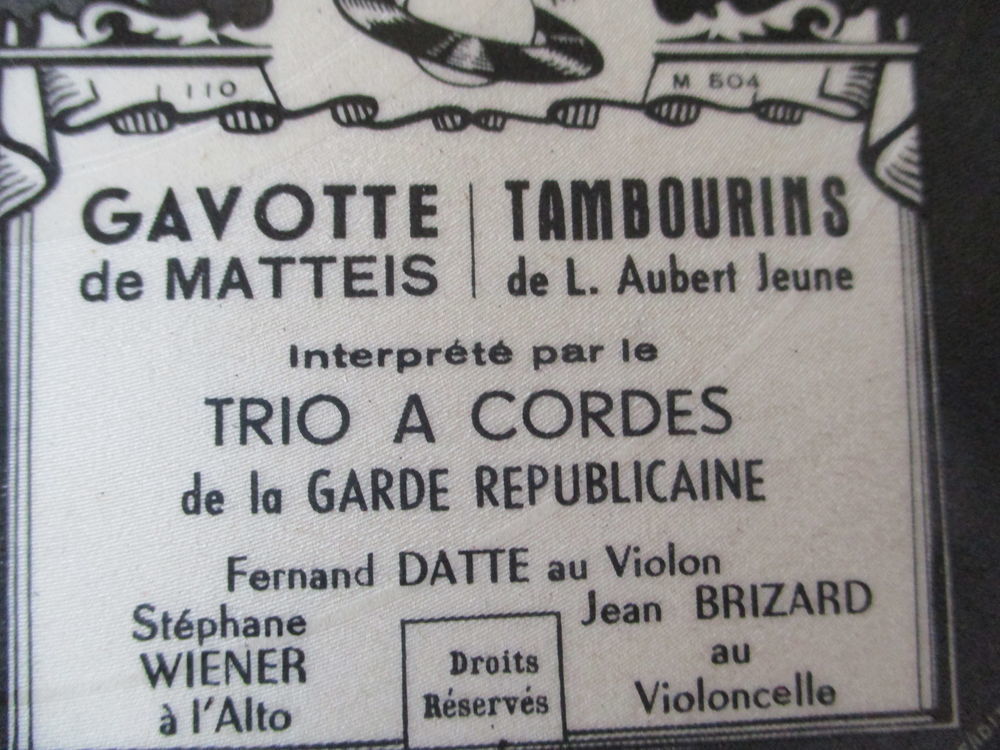 110
M 504
GAVOTTE
de MATTEIS
TAMBOURINS
de L. Aubert Jeune
Interprété par le
TRIO A CORDES
de la GARDE REPUBLICAINE
Fernand DATTE au Violon
Stéphane
WIENER
à l'Alto
Jean BRIZARD
au
Violoncelle
Droits
Réservés